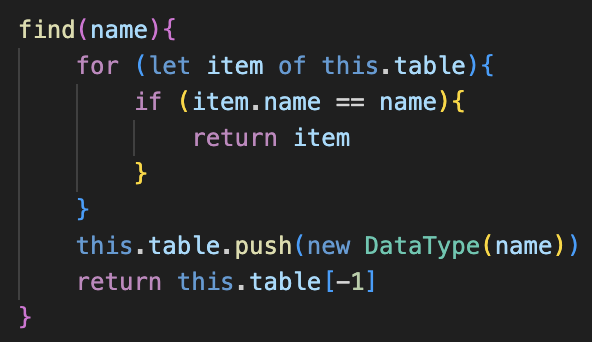 find(name){
    for (let item of this.table){
        if (item.name == name){
            return item
        }
    }
    this.table.push(new DataType(name))
    return this.table[-1]
}